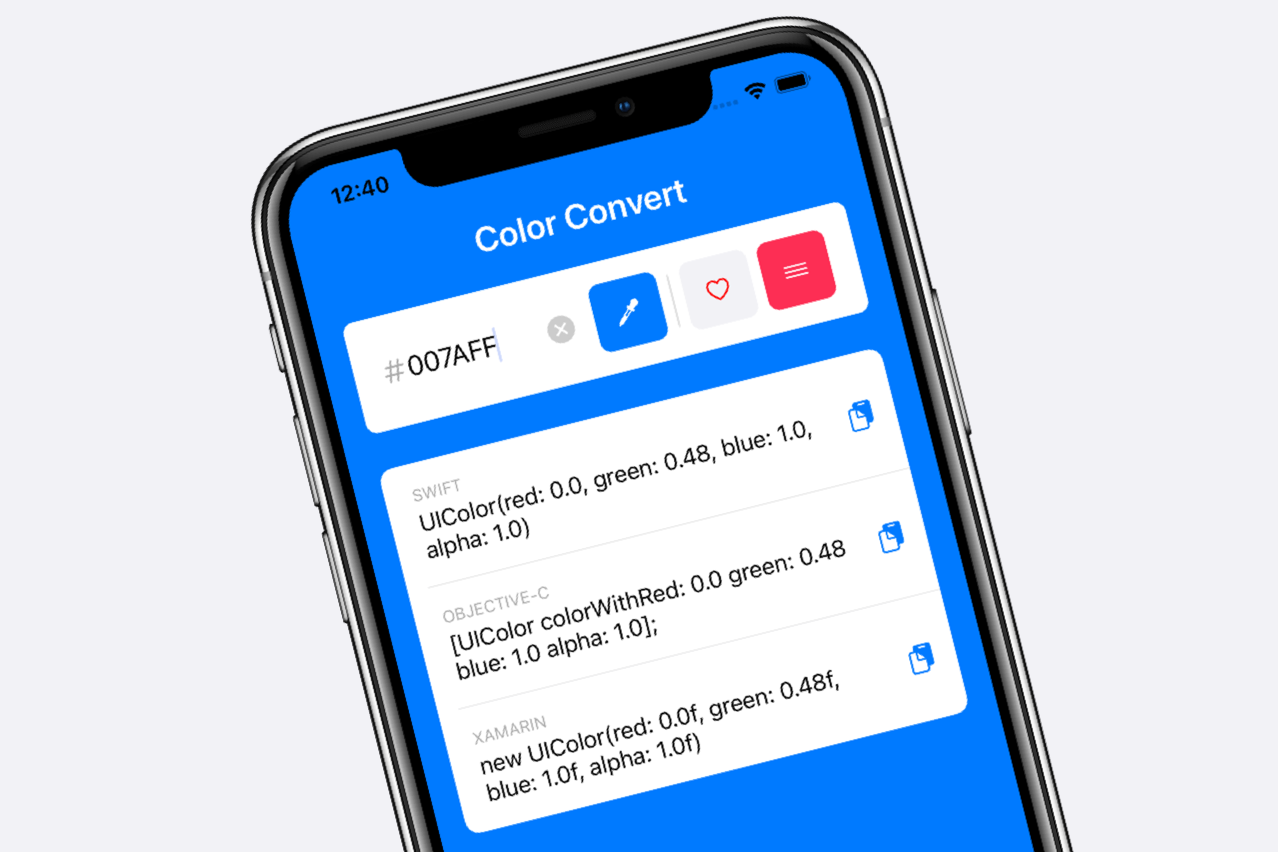 12:40
Color Convert
#007AFF
SWIFT
UIColor(red: 0.0, green: 0.48, blue: 1.0,
alpha: 1.0)
OBJECTIVE-C
[UIColor colorWithRed: 0.0 green: 0.48
blue: 1.0 alpha: 1.0];
XAMARIN
new UIColor(red: 0.0f, green: 0.48f,
blue: 1.0f, alpha: 1.0f)